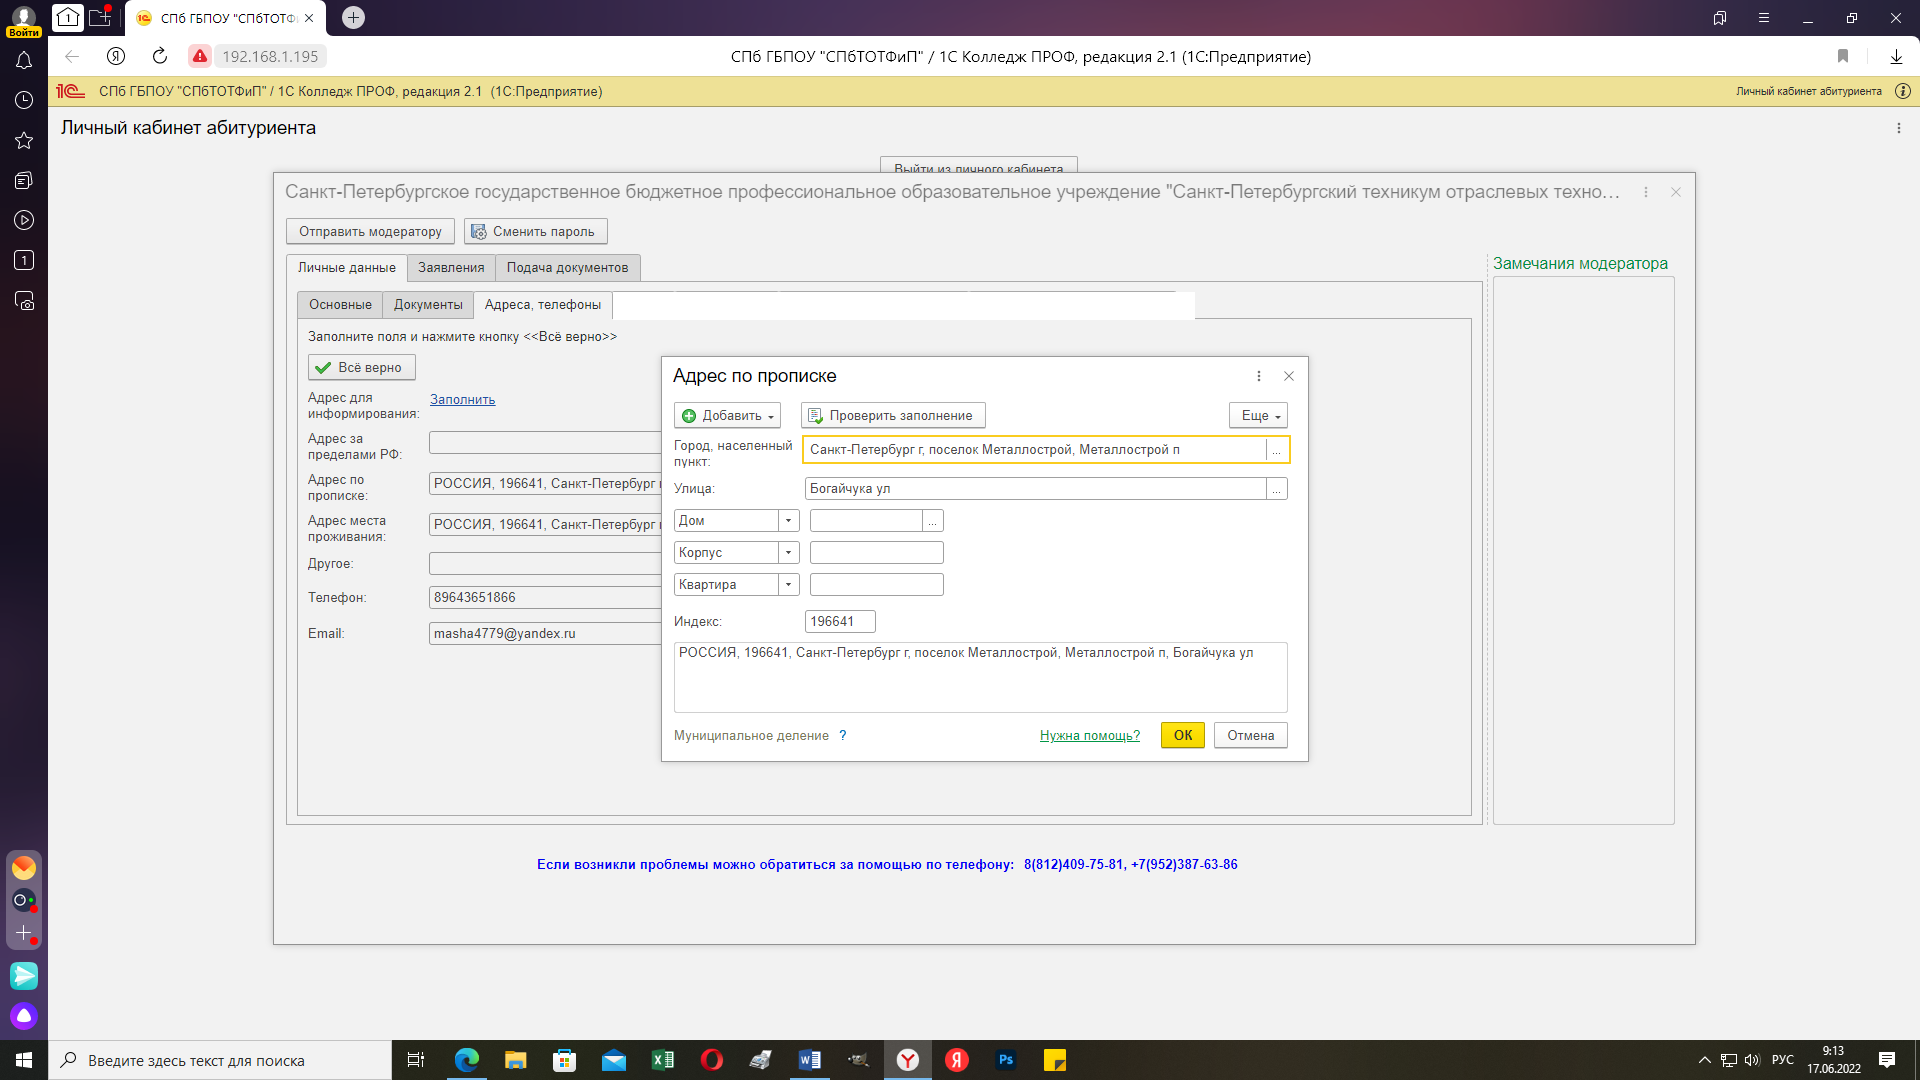 СПб ГБПОУ "СПбТОТФи
Войти
1
192.168.1.195
СПб ГБПОУ "СПбТОТФиП" / 1С Колледж ПРОФ, редакция 2.1 (1С:Предприятие)
СПб ГБПОУ "СПбТОТФиП" / 1С Колледж ПРОФ, редакция 2.1 (1С:Предприятие)
Личный кабинет абитуриента
Личный кабинет абитуриента
Выйти из личного кабинета
Санкт-Петербургское государственное бюджетное профессиональное образовательное учреждение "Санкт-Петербургский техникум отраслевых техно...
Отправить модератору
Сменить пароль
Личные данные
Заявления
Подача документов
Замечания модератора
Основные
Документы
Адреса, телефоны
Заполните поля и нажмите кнопку <<Всё верно>>
Всё верно
Адрес для информирования:
Заполнить
Адрес за пределами РФ:
Адрес по прописке:
РОССИЯ, 196641, Санкт-Петербург г
Адрес места проживания:
РОССИЯ, 196641, Санкт-Петербург г
Другое:
Телефон:
89643651866
Email:
masha4779@yandex.ru
Адрес по прописке
Добавить
Проверить заполнение
Еще
Город, населенный пункт:
Санкт-Петербург г, поселок Металлострой, Металлострой п
...
Улица:
Богайчука ул
...
Дом
...
Корпус
Квартира
Индекс:
196641
РОССИЯ, 196641, Санкт-Петербург г, поселок Металлострой, Металлострой п, Богайчука ул
Муниципальное деление ?
Нужна помощь?
ОК
Отмена
Если возникли проблемы можно обратиться за помощью по телефону: 8(812)409-75-81, +7(952)387-63-86
1
Введите здесь текст для поиска
РУС
9:13
17.06.2022